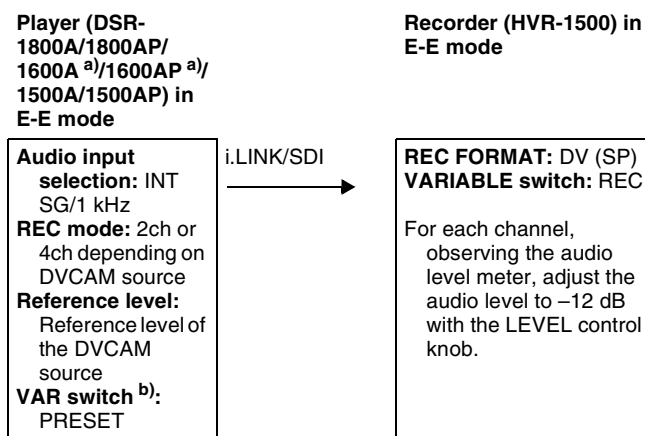 Player (DSR-
1800A/1800AP/
1600A a)/1600AP a)/
1500A/1500AP) in
E-E mode
Audio input
selection: INT
SG/1 kHz
REC mode: 2ch or
4ch depending on
DVCAM source
Reference level:
Reference level of
the DVCAM
source
VAR switch b):
PRESET
i.LINK/SDI
Recorder (HVR-1500) in
E-E mode
REC FORMAT: DV (SP)
VARIABLE switch: REC
For each channel,
observing the audio
level meter, adjust the
audio level to –12 dB
with the LEVEL control
knob.